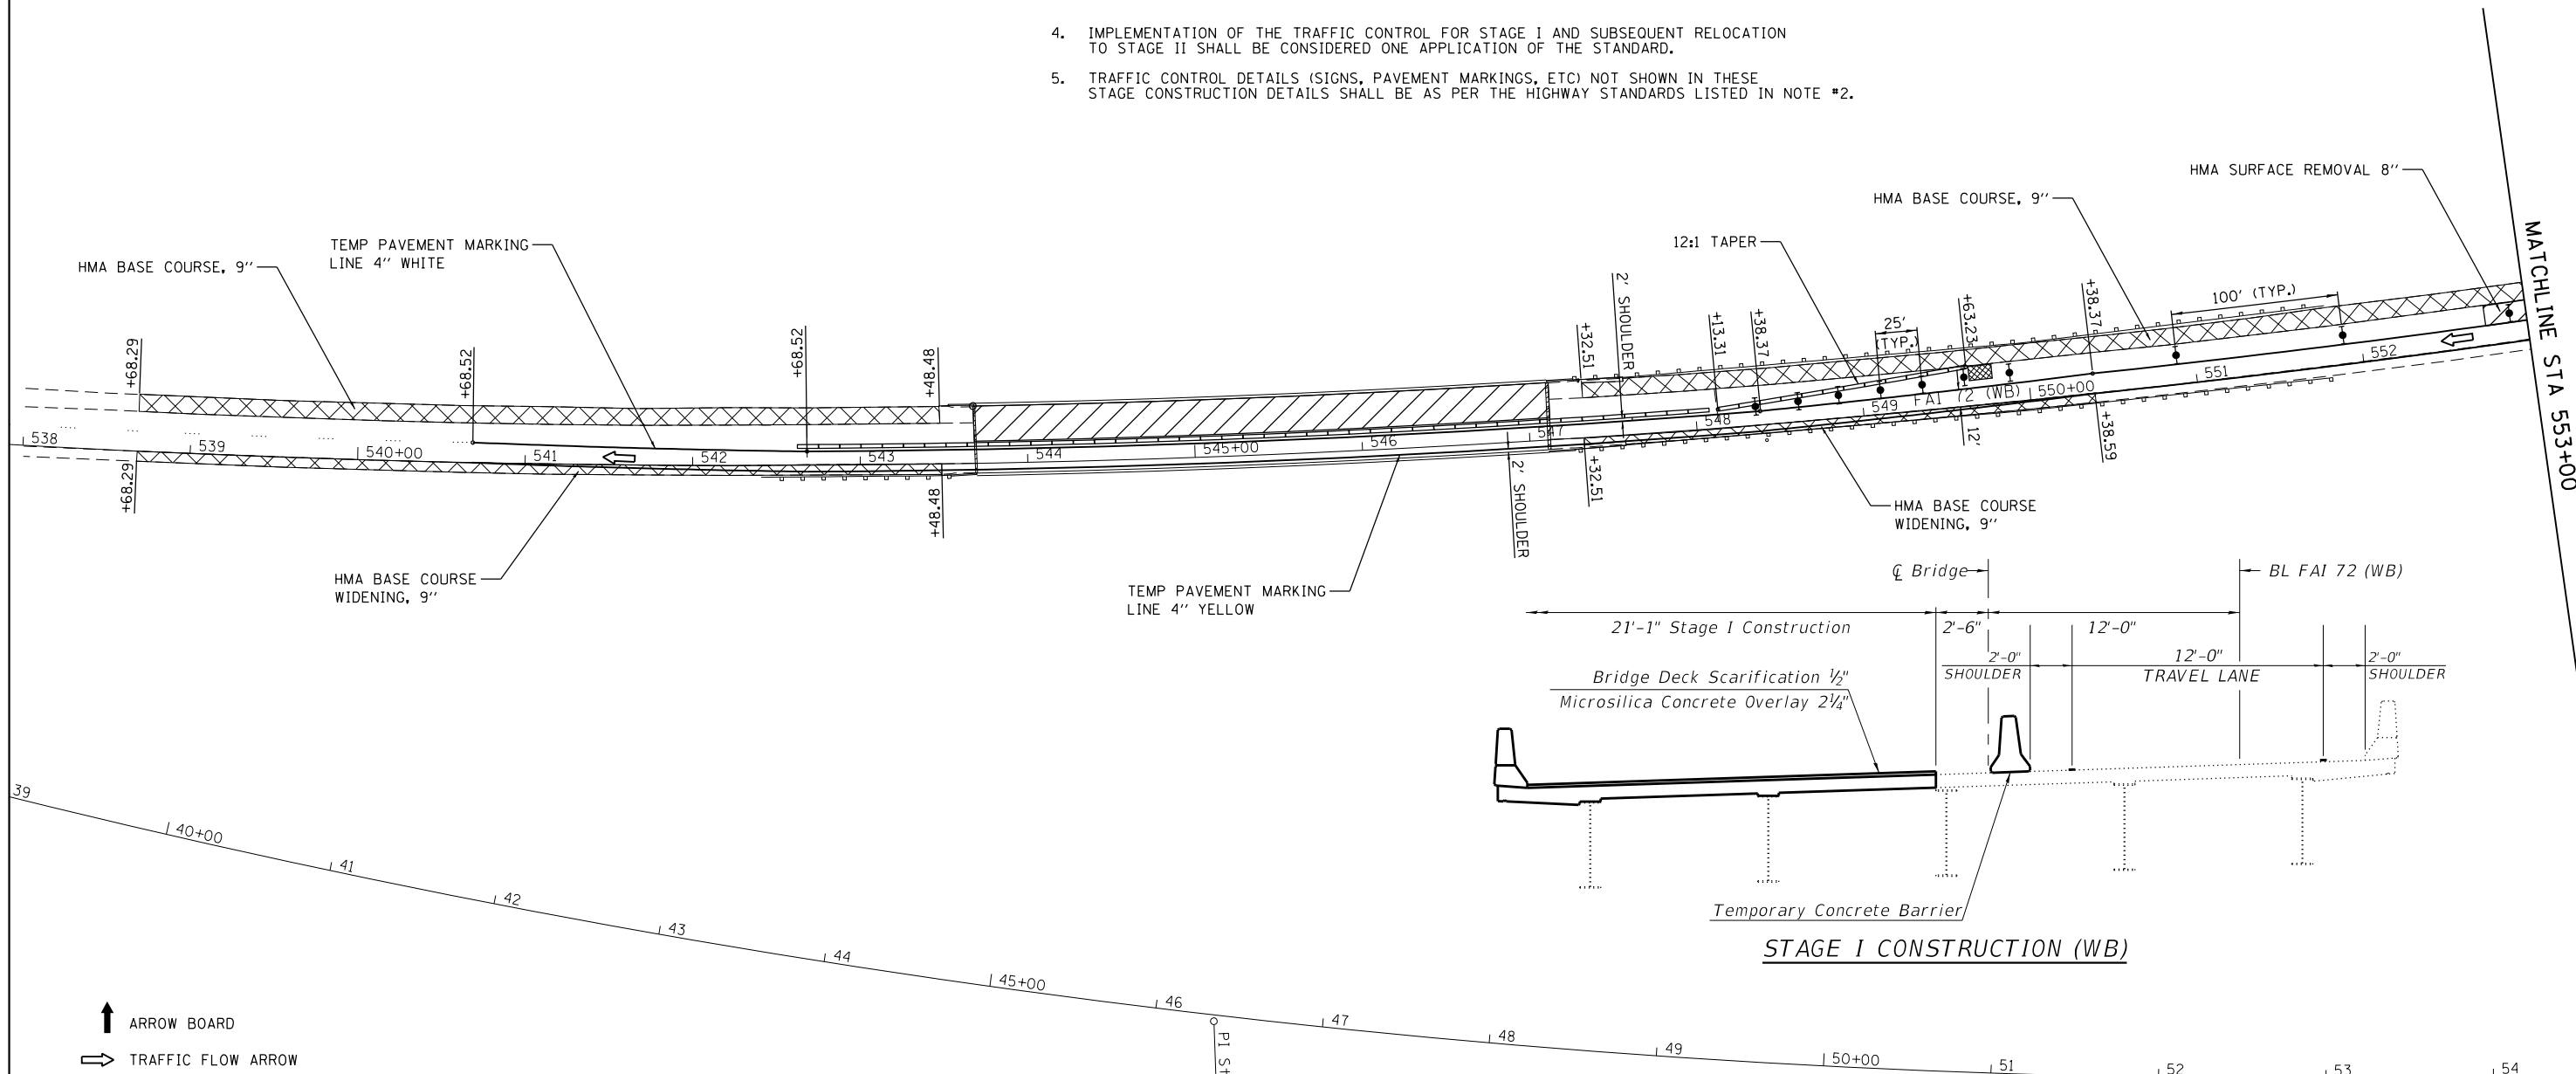 4. IMPLEMENTATION OF THE TRAFFIC CONTROL FOR STAGE I AND SUBSEQUENT RELOCATION
TO STAGE II SHALL BE CONSIDERED ONE APPLICATION OF THE STANDARD.
5. TRAFFIC CONTROL DETAILS (SIGNS, PAVEMENT MARKINGS, ETC) NOT SHOWN IN THESE
STAGE CONSTRUCTION DETAILS SHALL BE AS PER THE HIGHWAY STANDARDS LISTED IN NOTE #2.
HMA SURFACE REMOVAL 8"
HMA BASE COURSE, 9"
12:1 TAPER
TEMP PAVEMENT MARKING
LINE 4" WHITE
HMA BASE COURSE, 9"
MATCHLINE STA 553+00
100' (TYP.)
25'
(TYP.)
+68.29
+68.52
+68.52
+48.48
+32.51
2' SHOULDER
+13.31
+38.37
+63.23
+38.37
538
539
540+00
541
542
543
544
545+00
546
547
548
549
FAI 72 (WB)
550+00
551
552
+68.29
+48.48
2' SHOULDER
+32.51
12'
+38.59
HMA BASE COURSE
WIDENING, 9"
HMA BASE COURSE
WIDENING, 9"
TEMP PAVEMENT MARKING
LINE 4" YELLOW
℄ Bridge
BL FAI 72 (WB)
21'-1" Stage I Construction
2'-6"
12'-0"
2'-0"
SHOULDER
12'-0"
TRAVEL LANE
2'-0"
SHOULDER
Bridge Deck Scarification ½"
Microsilica Concrete Overlay 2¼"
Temporary Concrete Barrier
STAGE I CONSTRUCTION (WB)
39
40+00
41
42
43
44
45+00
46
47
48
49
50+00
51
52
53
54
ARROW BOARD
TRAFFIC FLOW ARROW